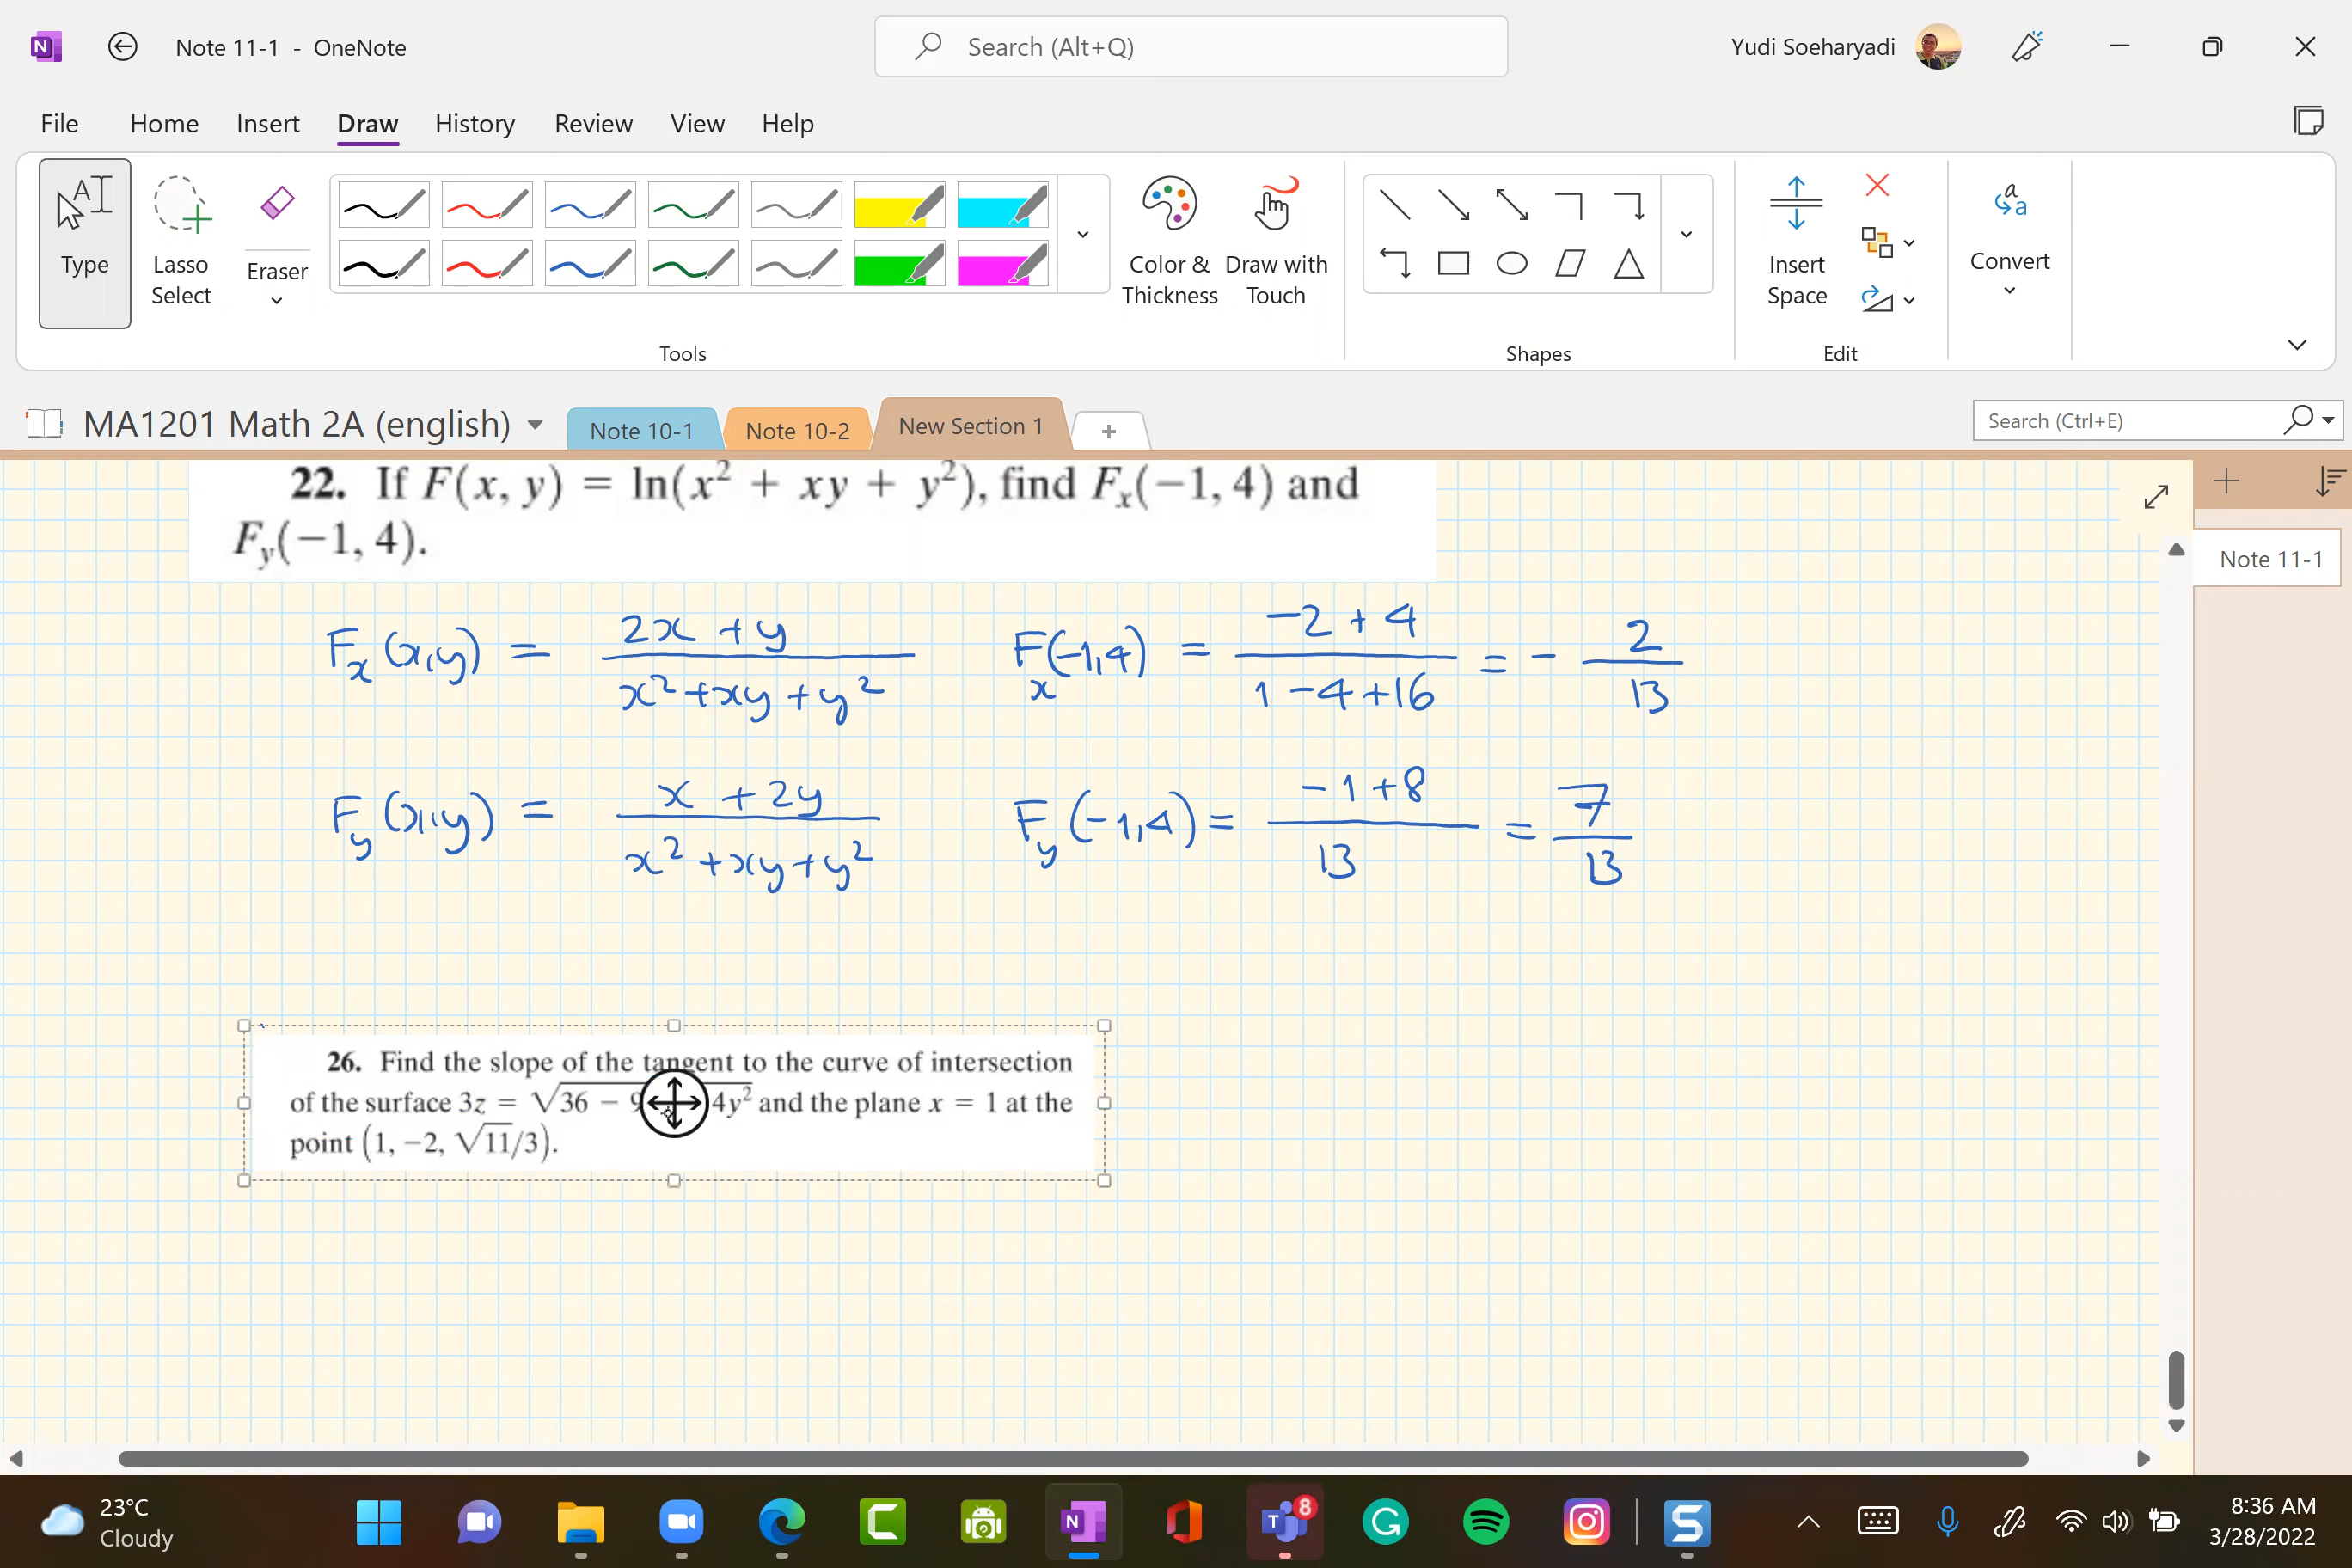 Note 11-1 - OneNote
Search (Alt+Q)
Yudi Soeharyadi
File Home Insert Draw History Review View Help
Type
Lasso Select
Eraser
Color & Thickness
Draw with Touch
Insert Space
Convert
Tools
Shapes
Edit
MA1201 Math 2A (english)
Note 10-1
Note 10-2
New Section 1
+
Search (Ctrl+E)
Note 11-1
22. If F(x, y) = ln(x² + xy + y²), find Fₓ(−1, 4) and
F_y(−1, 4).
Fₓ(x,y) = (2x + y)/(x² + xy + y²) Fₓ(-1,4) = (-2 + 4)/(1 - 4 + 16) = - 2/13
F_y(x,y) = (x + 2y)/(x² + xy + y²) F_y(-1,4) = (-1 + 8)/13 = 7/13
26. Find the slope of the tangent to the curve of intersection
of the surface 3z = √36 − 9 4y² and the plane x = 1 at the
point (1, −2, √11/3).
23°C
Cloudy
8
8:36 AM
3/28/2022